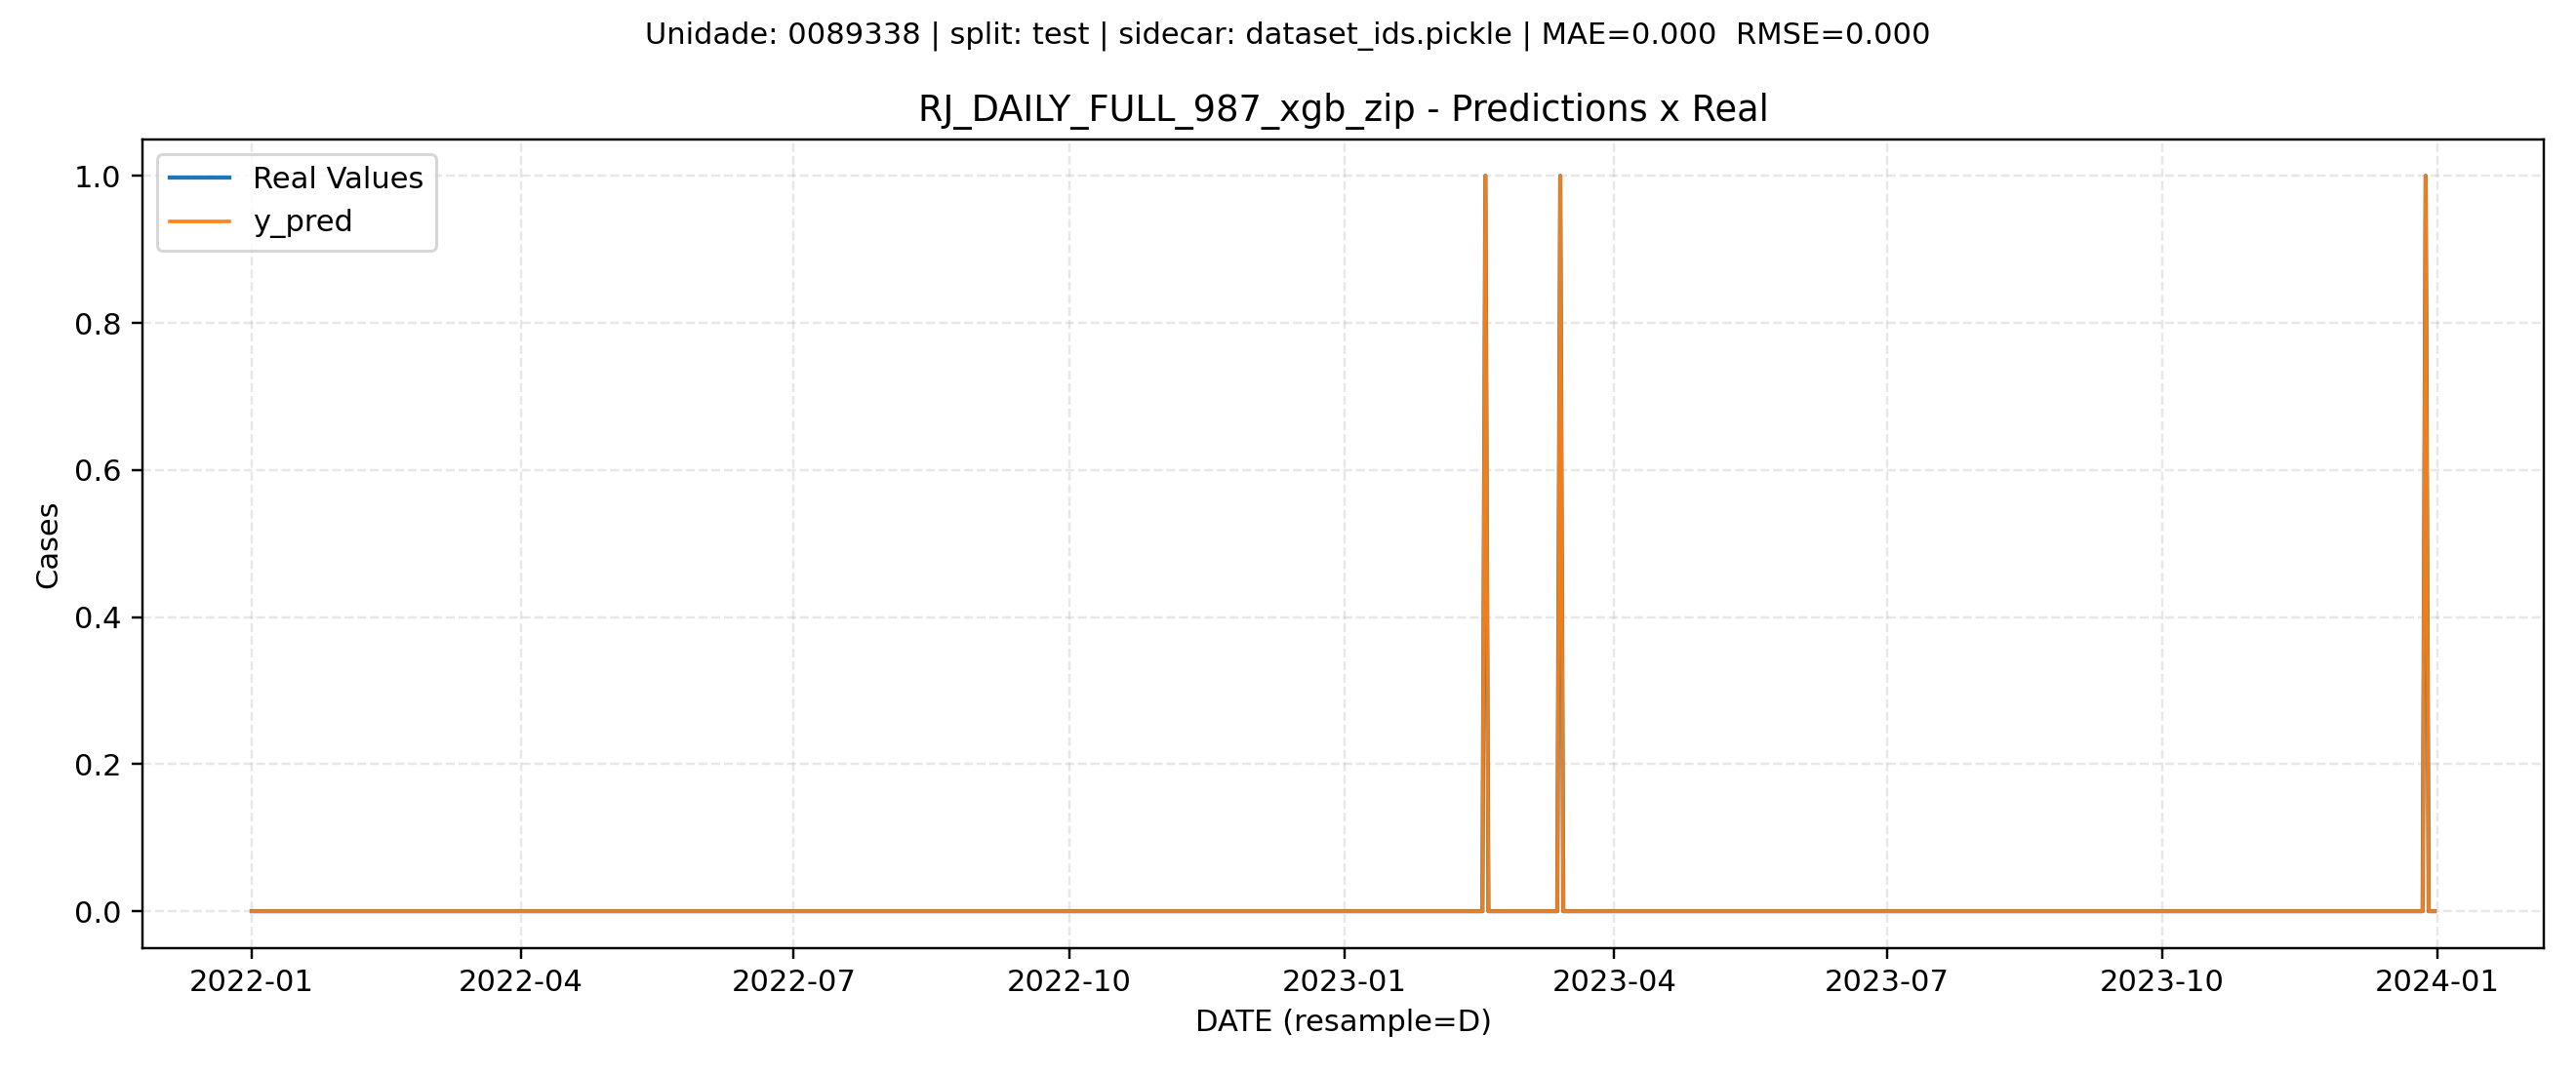 Unidade: 0089338 | split: test | sidecar: dataset_ids.pickle | MAE=0.000  RMSE=0.000
RJ_DAILY_FULL_987_xgb_zip - Predictions x Real
Real Values
y_pred
1.0
0.8
0.6
0.4
0.2
0.0
Cases
2022-01 2022-04 2022-07 2022-10 2023-01 2023-04 2023-07 2023-10 2024-01
DATE (resample=D)